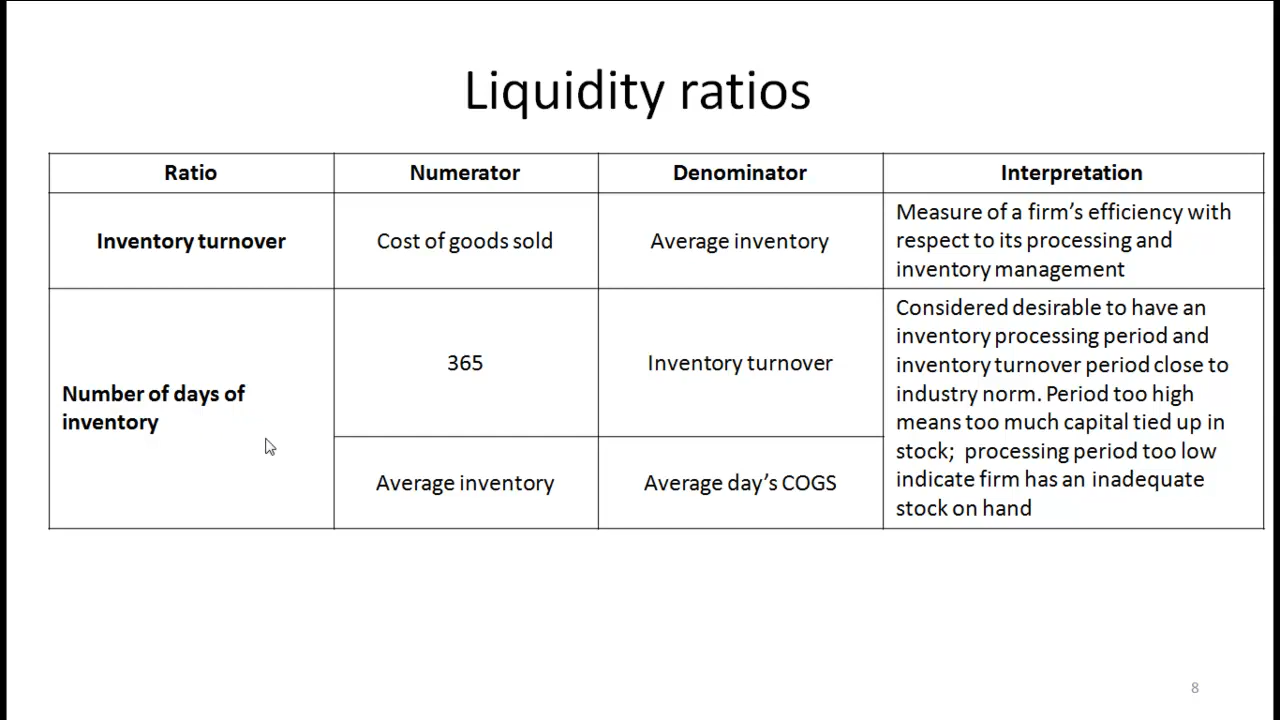 Liquidity ratios
Ratio
Numerator
Denominator
Interpretation
Inventory turnover
Cost of goods sold
Average inventory
Measure of a firm's efficiency with
respect to its processing and
inventory management
Number of days of
inventory
365
Inventory turnover
Average inventory
Average day's COGS
Considered desirable to have an
inventory processing period and
inventory turnover period close to
industry norm. Period too high
means too much capital tied up in
stock;  processing period too low
indicate firm has an inadequate
stock on hand
8